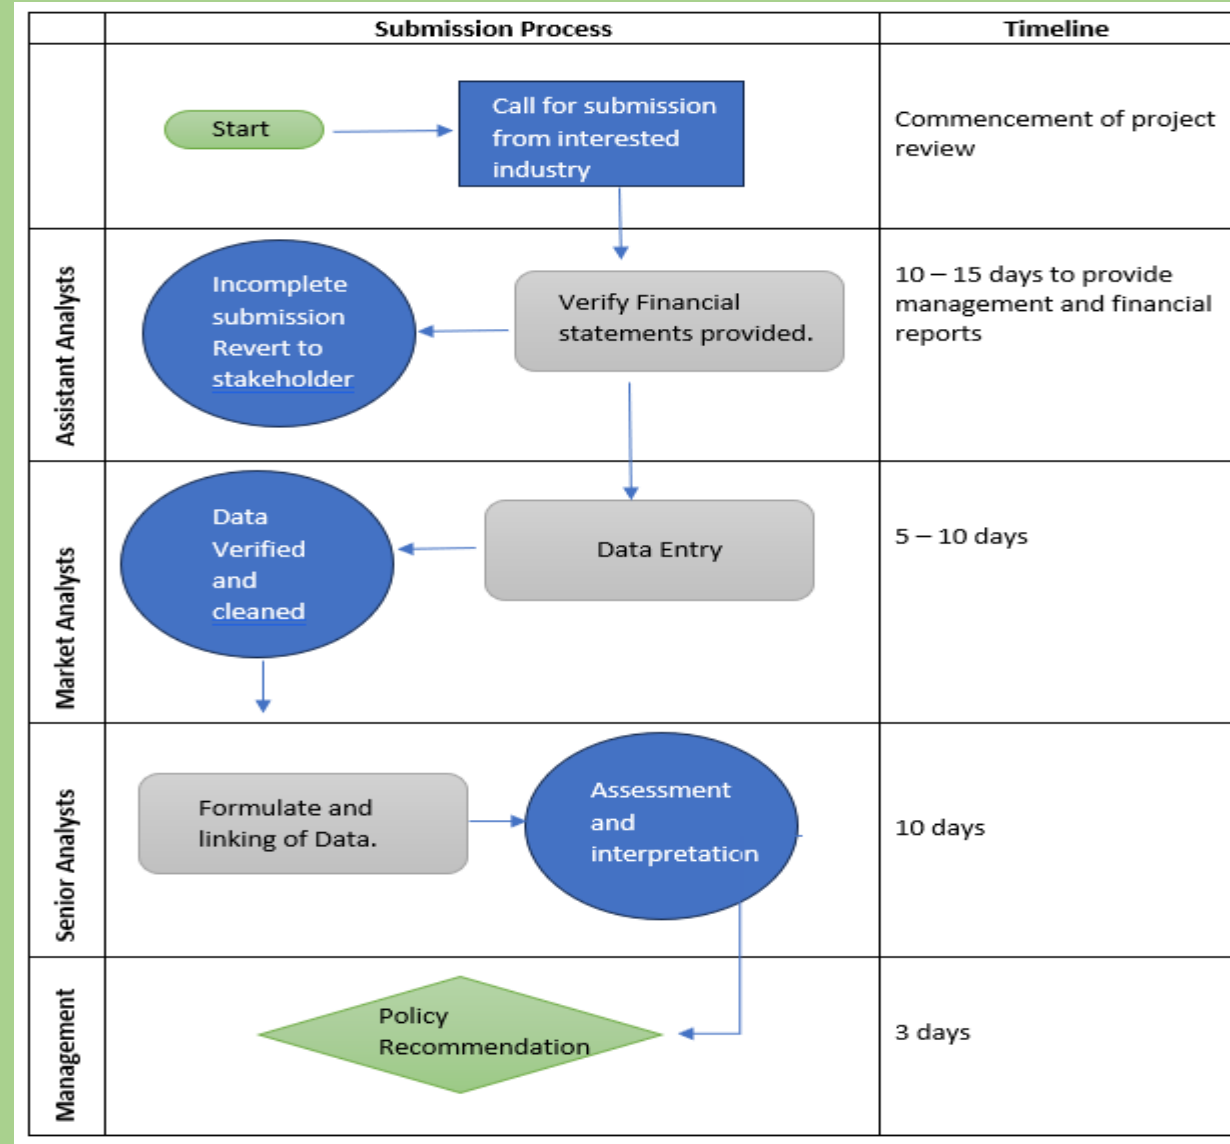 Submission Process
Timeline
Start
Call for submission
from interested
industry
Commencement of project
review
Assistant Analysts
Incomplete
submission
Revert to
stakeholder
Verify Financial
statements provided.
10 – 15 days to provide
management and financial
reports
Market Analysts
Data
Verified
and
cleaned
Data Entry
5 – 10 days
Senior Analysts
Formulate and
linking of Data.
Assessment
and
interpretation
10 days
Management
Policy
Recommendation
3 days